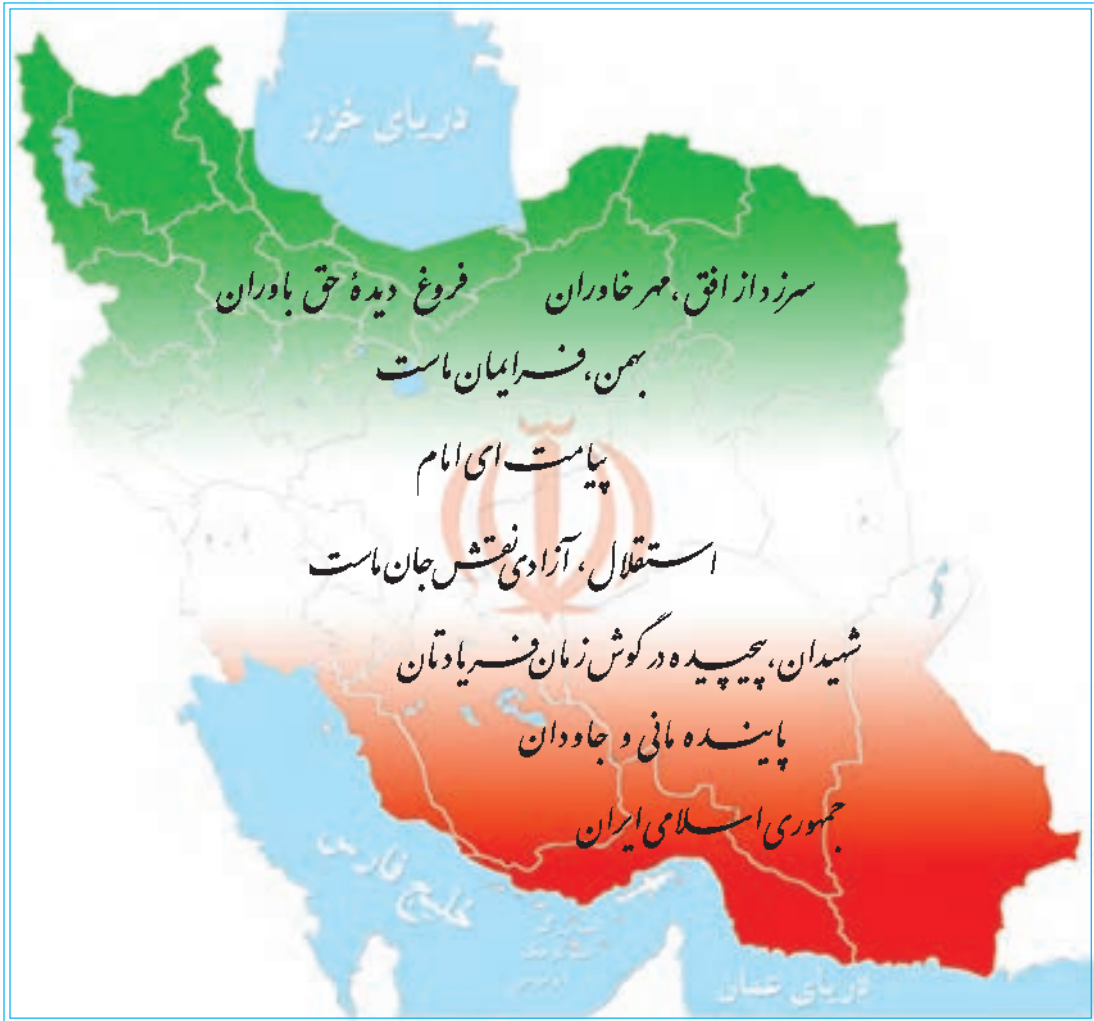 دریای خزر
سرزد از افق، مهر خاوران فروغ دیدهٔ حق باوران
بهمن، فر ایمان ماست
پیامت ای امام
استقلال، آزادی نقش جان ماست
شهیدان، پیچیده در گوش زمان فریادتان
پاینده مانی و جاودان
جمهوری اسلامی ایران
خلیج فارس
دریای عمان